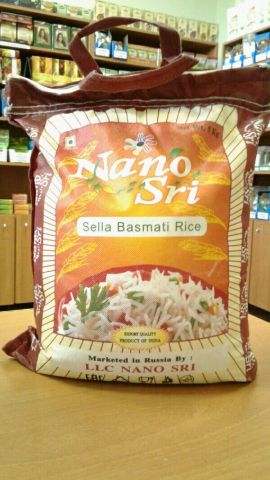 Nano
Sri
Sella Basmati Rice
EXPORT QUALITY
PRODUCT OF INDIA
Marketed in Russia By :
LLC NANO SRI